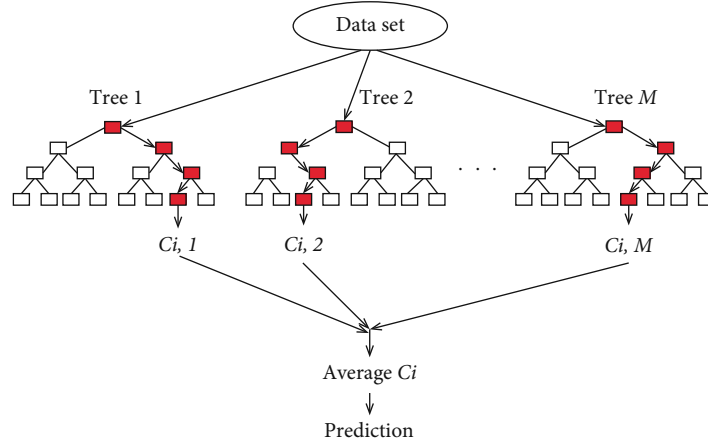 Data set
Tree 1
Tree 2
Tree M
. . .
Ci, 1
Ci, 2
Ci, M
Average Ci
Prediction